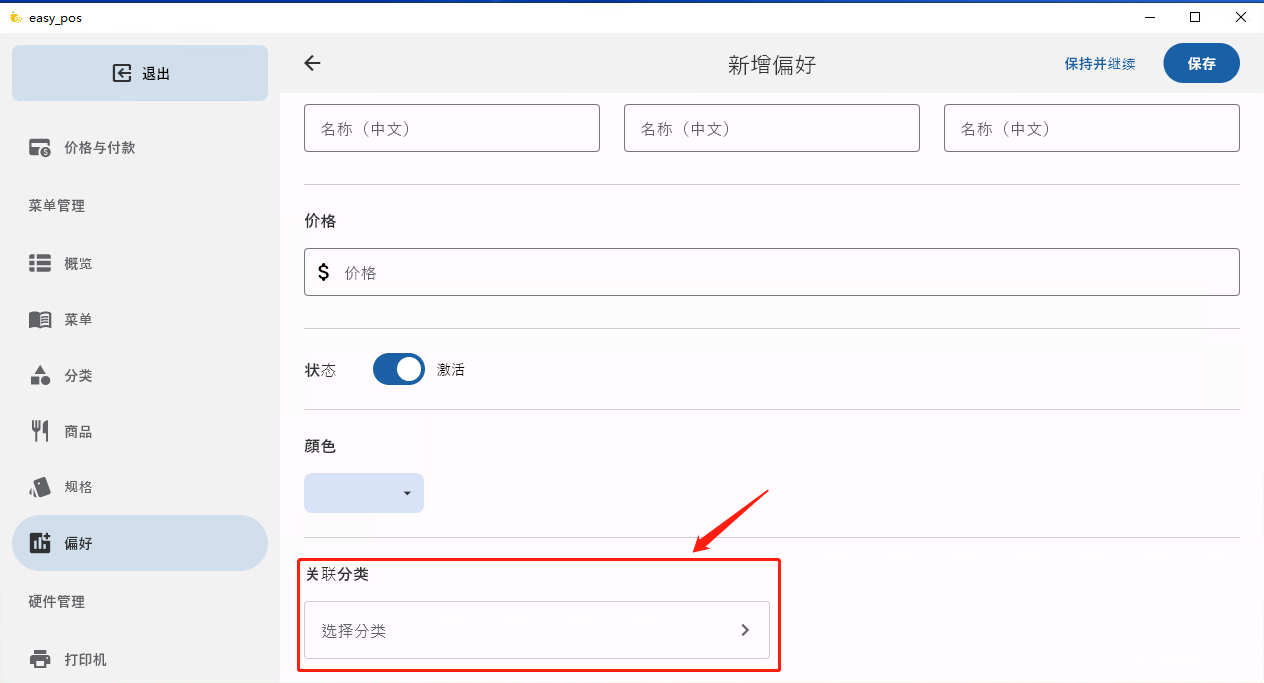 easy_pos
退出
新增偏好
保持并继续
保存
价格与付款
菜单管理
概览
菜单
分类
商品
规格
偏好
硬件管理
打印机
名称（中文）
名称（中文）
名称（中文）
价格
$ 价格
状态
激活
顏色
关联分类
选择分类